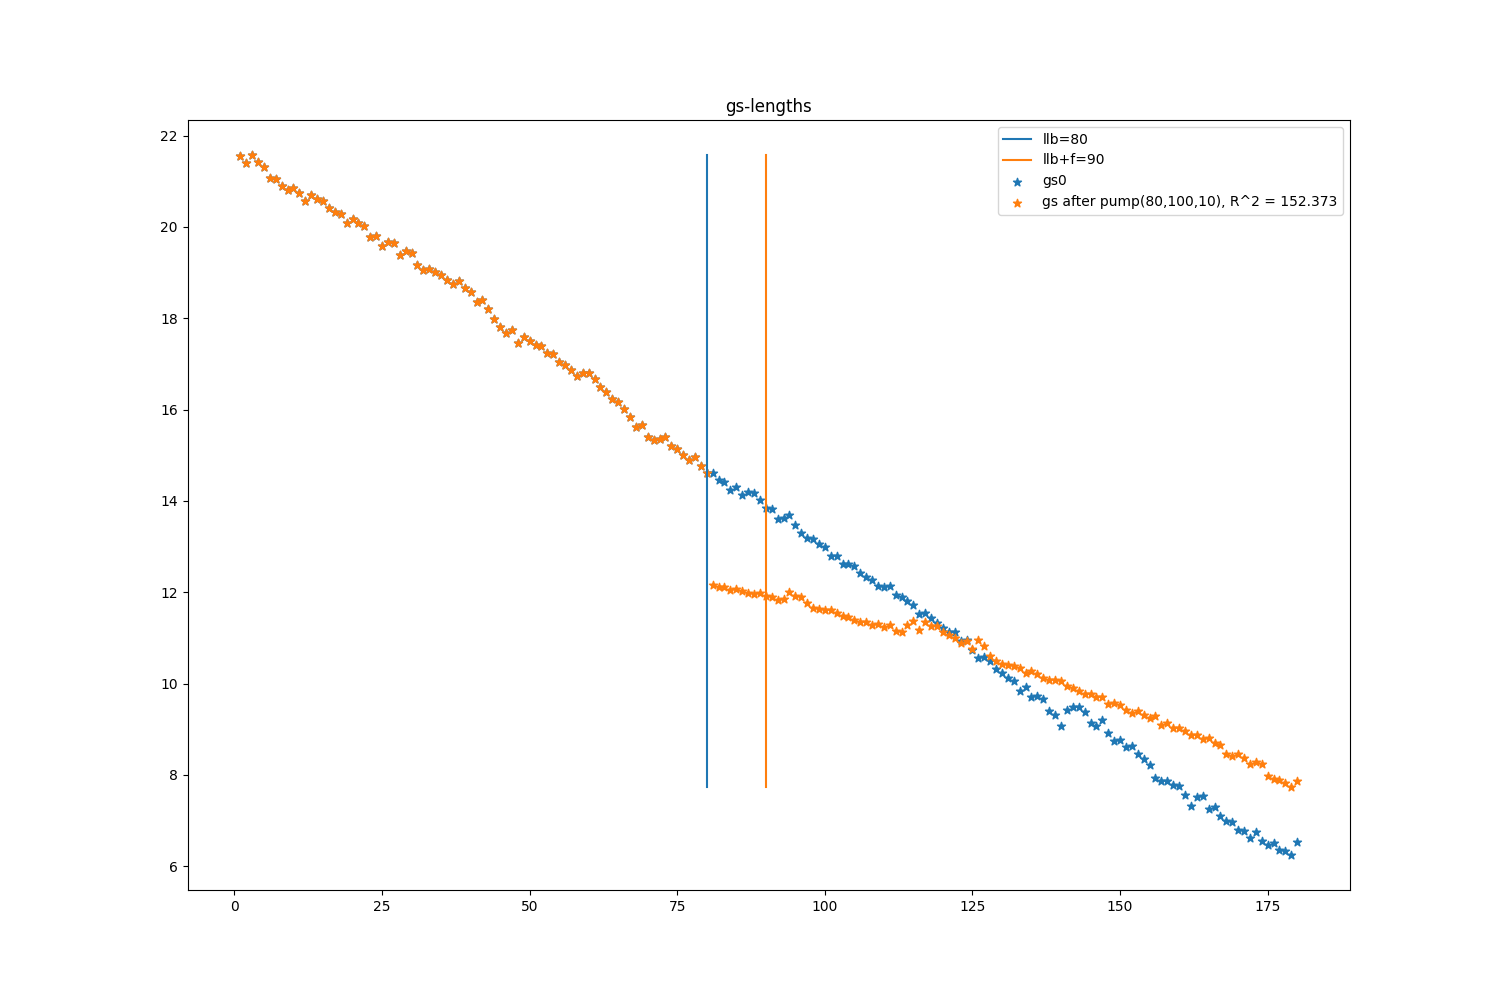 gs-lengths
llb=80
llb+f=90
gs0
gs after pump(80,100,10), R^2 = 152.373
22
20
18
16
14
12
10
8
6
0 25 50 75 100 125 150 175